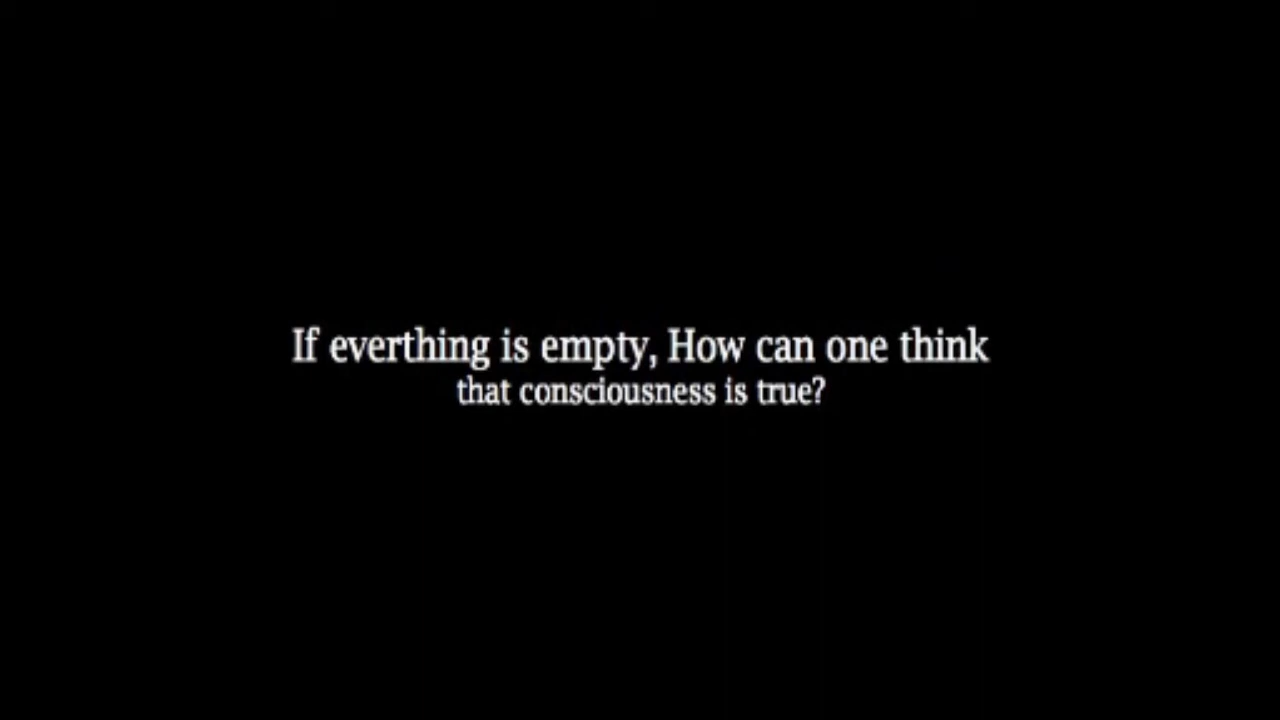 If everthing is empty, How can one think
that consciousness is true?